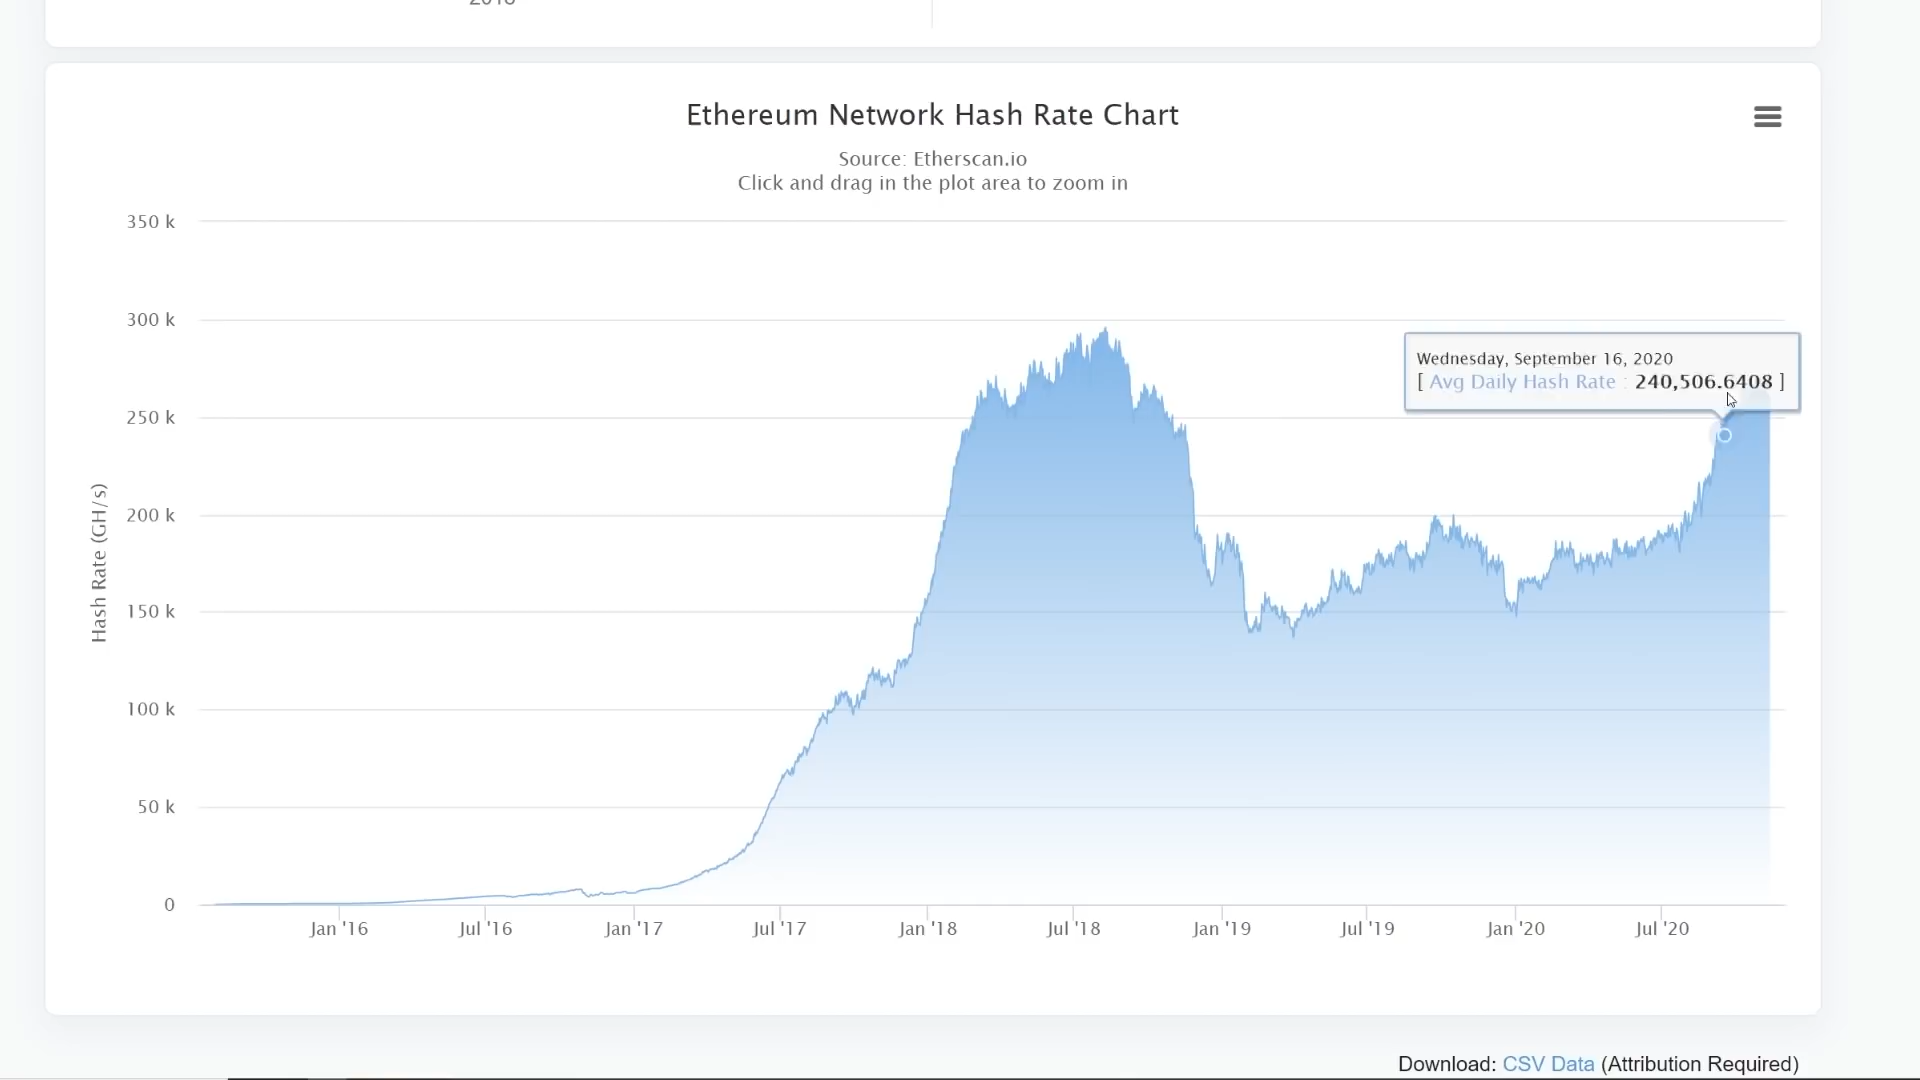 Ethereum Network Hash Rate Chart
Source: Etherscan.io
Click and drag in the plot area to zoom in
350 k
300 k
250 k
200 k
150 k
100 k
50 k
0
Hash Rate (GH/s)
Wednesday, September 16, 2020
[ Avg Daily Hash Rate : 240,506.6408 ]
Jan '16 Jul '16 Jan '17 Jul '17 Jan '18 Jul '18 Jan '19 Jul '19 Jan '20 Jul '20
Download: CSV Data (Attribution Required)